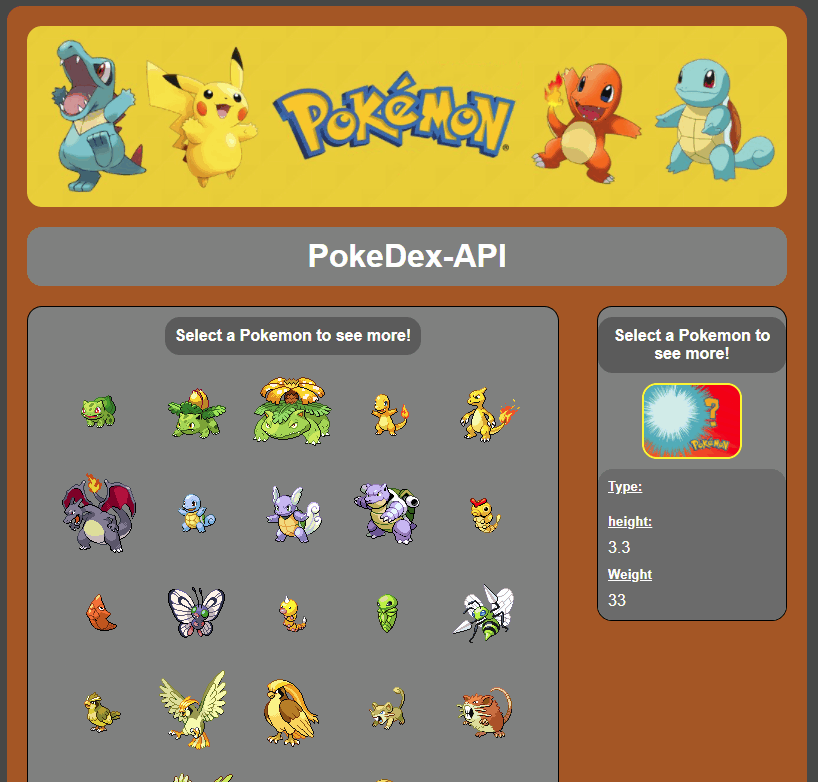 POKéMON
PokeDex-API
Select a Pokemon to see more!
Select a Pokemon to
see more!
?
POKéMON
Type:
height:
3.3
Weight
33